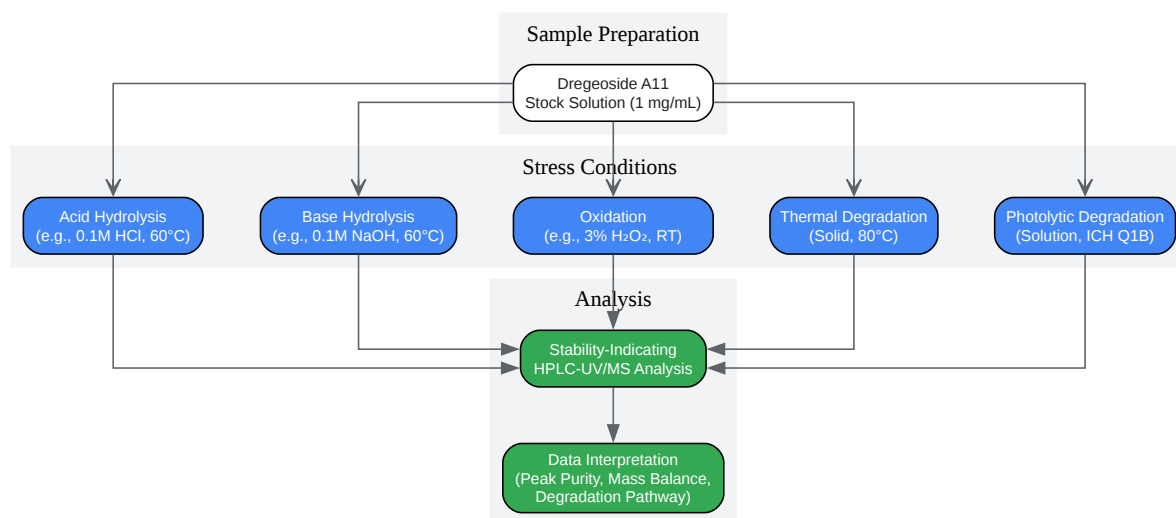 Sample Preparation
Dregeoside A11
Stock Solution (1 mg/mL)
Stress Conditions
Acid Hydrolysis
(e.g., 0.1M HCl, 60°C)
Base Hydrolysis
(e.g., 0.1M NaOH, 60°C)
Oxidation
(e.g., 3% H₂O₂, RT)
Thermal Degradation
(Solid, 80°C)
Photolytic Degradation
(Solution, ICH Q1B)
Analysis
Stability-Indicating
HPLC-UV/MS Analysis
Data Interpretation
(Peak Purity, Mass Balance,
Degradation Pathway)